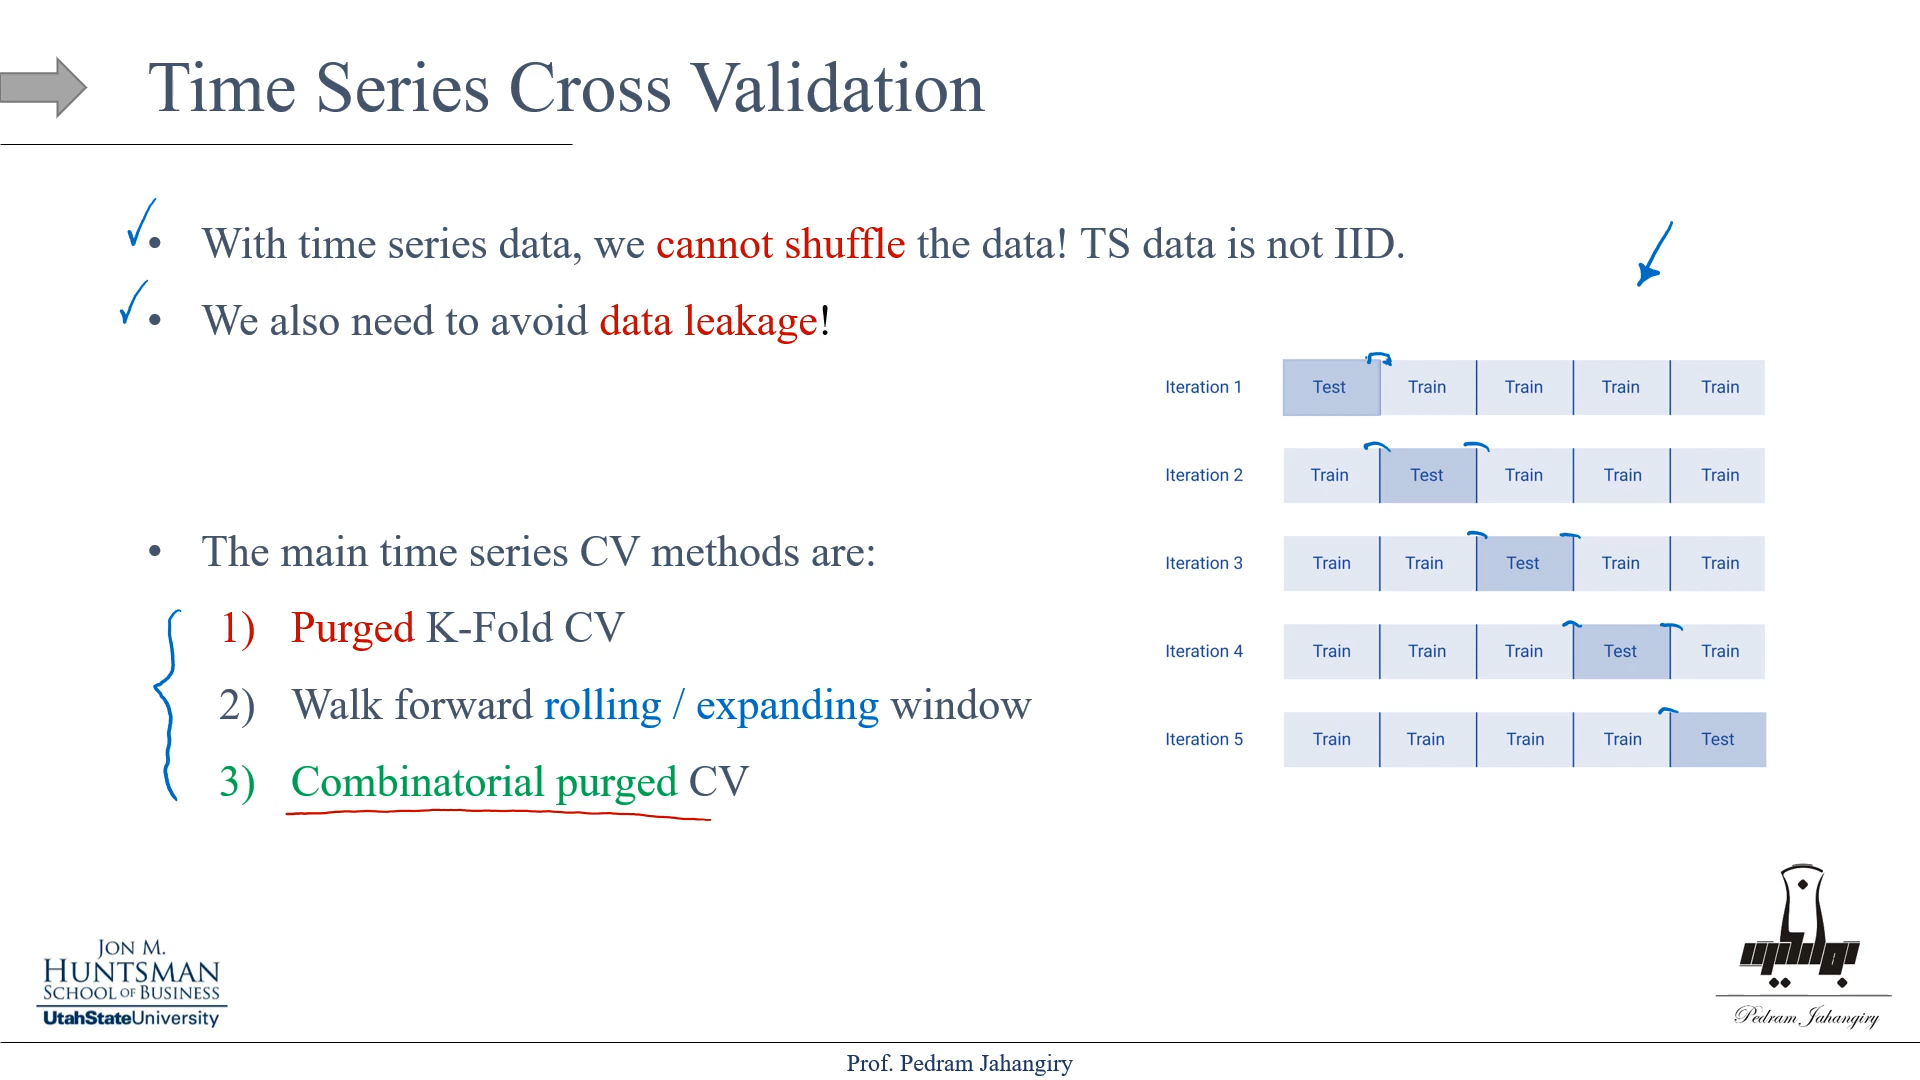 Time Series Cross Validation
• With time series data, we cannot shuffle the data! TS data is not IID.
• We also need to avoid data leakage!
• The main time series CV methods are:
1) Purged K-Fold CV
2) Walk forward rolling / expanding window
3) Combinatorial purged CV
Iteration 1 Test Train Train Train Train
Iteration 2 Train Test Train Train Train
Iteration 3 Train Train Test Train Train
Iteration 4 Train Train Train Test Train
Iteration 5 Train Train Train Train Test
JON M.
HUNTSMAN
SCHOOL OF BUSINESS
UtahStateUniversity
Pedram Jahangiry
Prof. Pedram Jahangiry